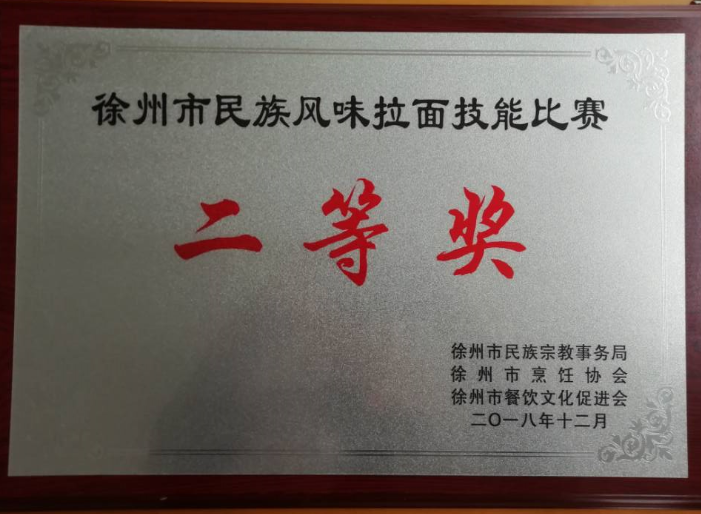 徐州市民族风味拉面技能比赛
二等奖
徐州市民族宗教事务局
徐州市烹饪协会
徐州市餐饮文化促进会
二〇一八年十二月